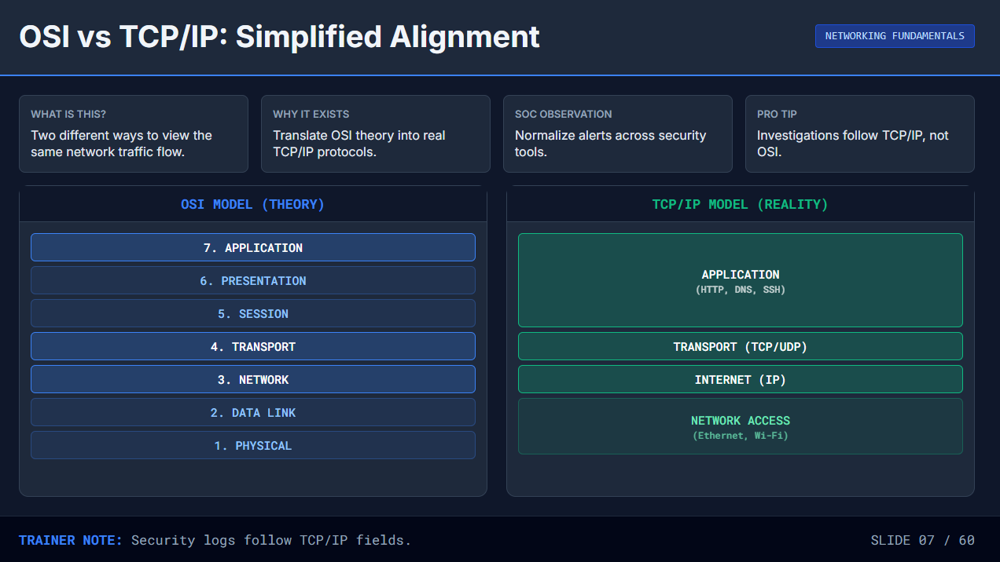 OSI vs TCP/IP: Simplified Alignment
NETWORKING FUNDAMENTALS
WHAT IS THIS?
Two different ways to view the
same network traffic flow.
WHY IT EXISTS
Translate OSI theory into real
TCP/IP protocols.
SOC OBSERVATION
Normalize alerts across security
tools.
PRO TIP
Investigations follow TCP/IP, not
OSI.
OSI MODEL (THEORY)
7. APPLICATION
6. PRESENTATION
5. SESSION
4. TRANSPORT
3. NETWORK
2. DATA LINK
1. PHYSICAL
TCP/IP MODEL (REALITY)
APPLICATION
(HTTP, DNS, SSH)
TRANSPORT (TCP/UDP)
INTERNET (IP)
NETWORK ACCESS
(Ethernet, Wi-Fi)
TRAINER NOTE: Security logs follow TCP/IP fields.
SLIDE 07 / 60